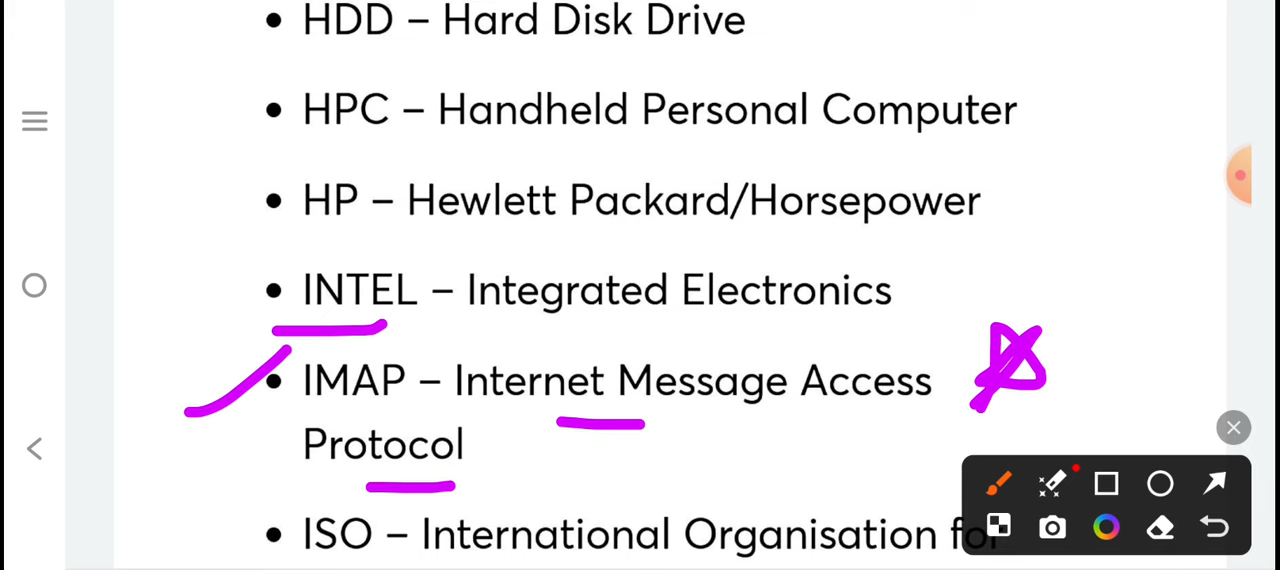 • HDD – Hard Disk Drive
• HPC – Handheld Personal Computer
• HP – Hewlett Packard/Horsepower
• INTEL – Integrated Electronics
• IMAP – Internet Message Access
Protocol
• ISO – International Organisation for